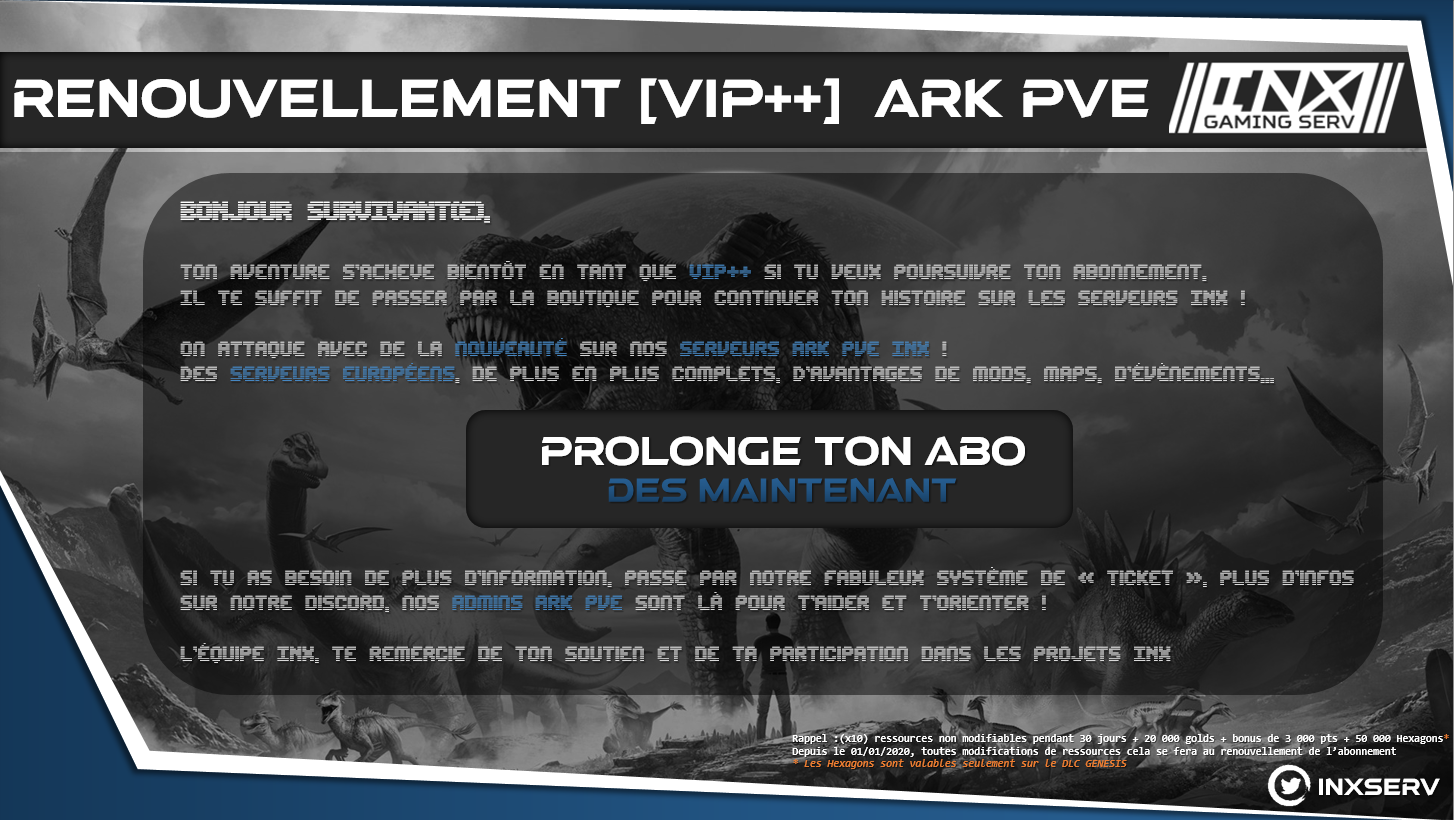 RENOUVELLEMENT [VIP++] ARK PVE
INX
GAMING SERV
BONJOUR SURVIVANT(E),
TON AVENTURE S'ACHEVE BIENTÔT EN TANT QUE VIP++ SI TU VEUX POURSUIVRE TON ABONNEMENT,
IL TE SUFFIT DE PASSER PAR LA BOUTIQUE POUR CONTINUER TON HISTOIRE SUR LES SERVEURS INX !
ON ATTAQUE AVEC DE LA NOUVEAUTÉ SUR NOS SERVEURS ARK PVE INX !
DES SERVEURS EUROPÉENS, DE PLUS EN PLUS COMPLETS, D'AVANTAGES DE MODS, MAPS, D'ÉVÈNEMENTS...
PROLONGE TON ABO
DES MAINTENANT
SI TU AS BESOIN DE PLUS D'INFORMATION, PASSE PAR NOTRE FABULEUX SYSTÈME DE « TICKET », PLUS D'INFOS
SUR NOTRE DISCORD, NOS ADMINS ARK PVE SONT LÀ POUR T'AIDER ET T'ORIENTER !
L'ÉQUIPE INX, TE REMERCIE DE TON SOUTIEN ET DE TA PARTICIPATION DANS LES PROJETS INX
Rappel :(x10) ressources non modifiables pendant 30 jours + 20 000 golds + bonus de 3 000 pts + 50 000 Hexagons*
Depuis le 01/01/2020, toutes modifications de ressources cela se fera au renouvellement de l'abonnement
* Les Hexagons sont valables seulement sur le DLC GENESIS
INXSERV